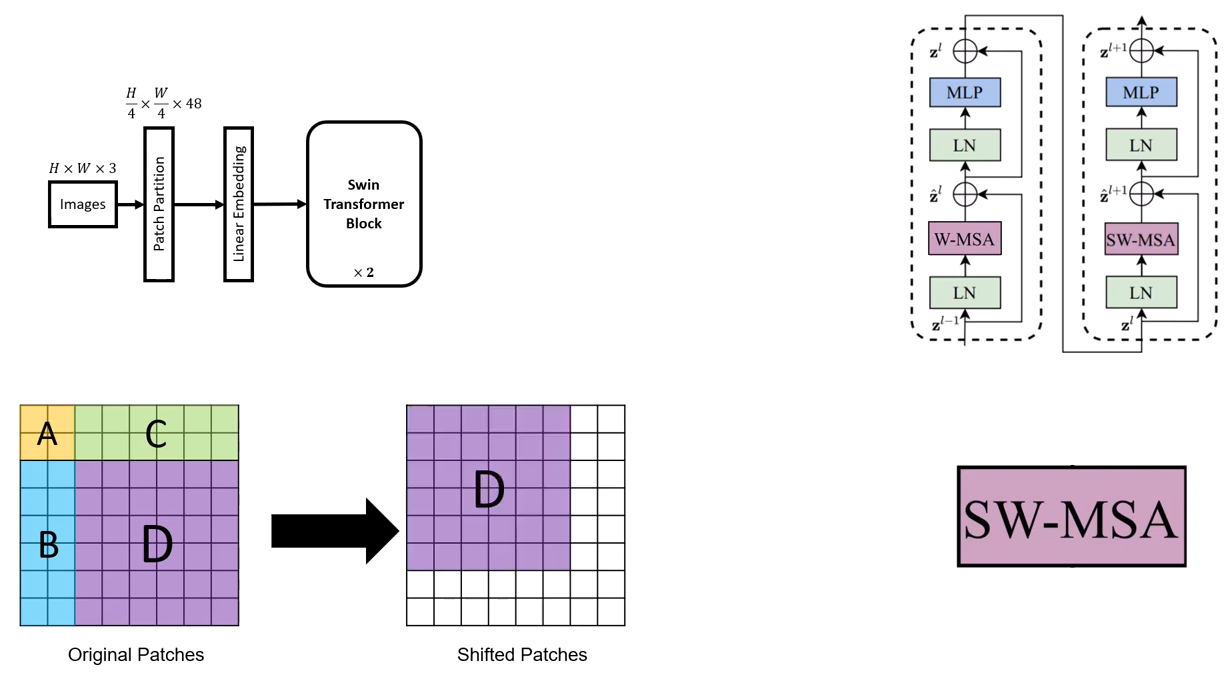 H/4 × W/4 × 48
H × W × 3
Images
Patch Partition
Linear Embedding
Swin
Transformer
Block
× 2
z^l
MLP
LN
ẑ^l
W-MSA
LN
z^{l−1}
z^{l+1}
MLP
LN
ẑ^{l+1}
SW-MSA
LN
z^l
A
C
B
D
Original Patches
D
Shifted Patches
SW-MSA